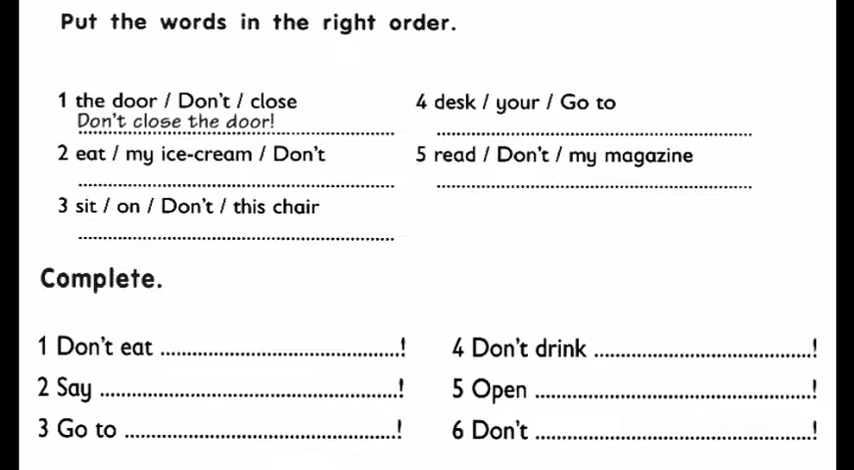 Put the words in the right order.
1 the door / Don't / close
Don't close the door!
2 eat / my ice-cream / Don't
3 sit / on / Don't / this chair
4 desk / your / Go to
5 read / Don't / my magazine
Complete.
1 Don't eat ........................................!
2 Say ..................................................!
3 Go to ..............................................!
4 Don't drink .....................................!
5 Open ...............................................!
6 Don't ...............................................!